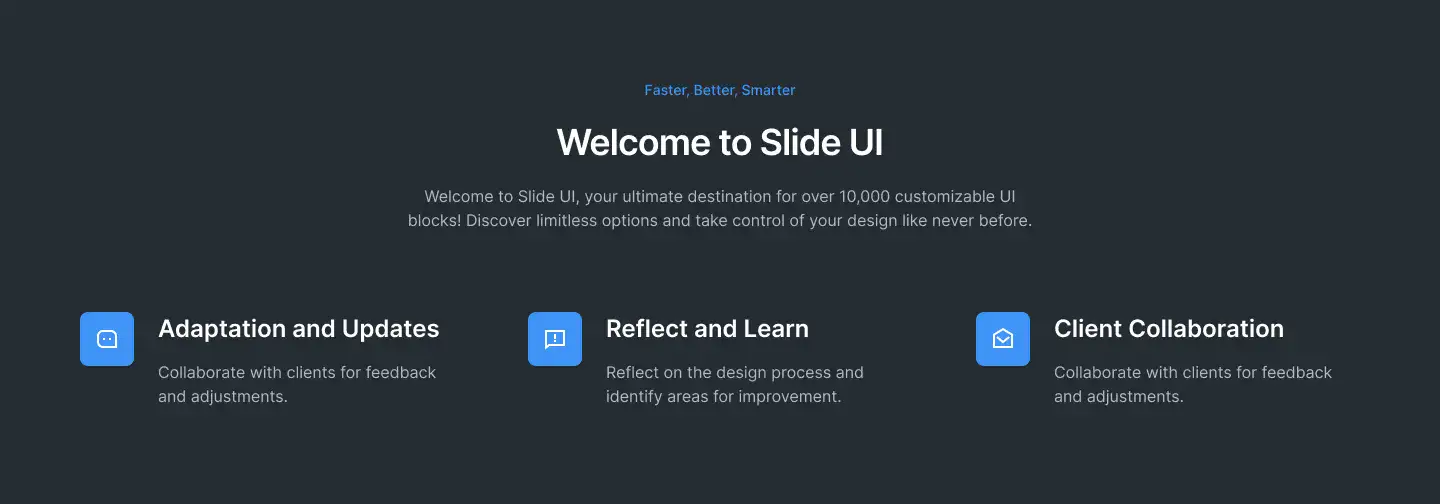 Faster, Better, Smarter
Welcome to Slide UI
Welcome to Slide UI, your ultimate destination for over 10,000 customizable UI
blocks! Discover limitless options and take control of your design like never before.
Adaptation and Updates
Collaborate with clients for feedback
and adjustments.
Reflect and Learn
Reflect on the design process and
identify areas for improvement.
Client Collaboration
Collaborate with clients for feedback
and adjustments.